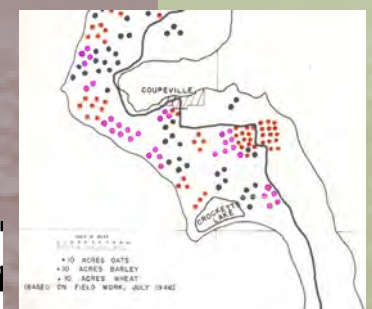 COUPEVILLE
CROCKETT
LAKE
• 10 ACRES OATS
• 10 ACRES BARLEY
• 10 ACRES WHEAT
(BASED ON FIELD WORK, JULY 1946)